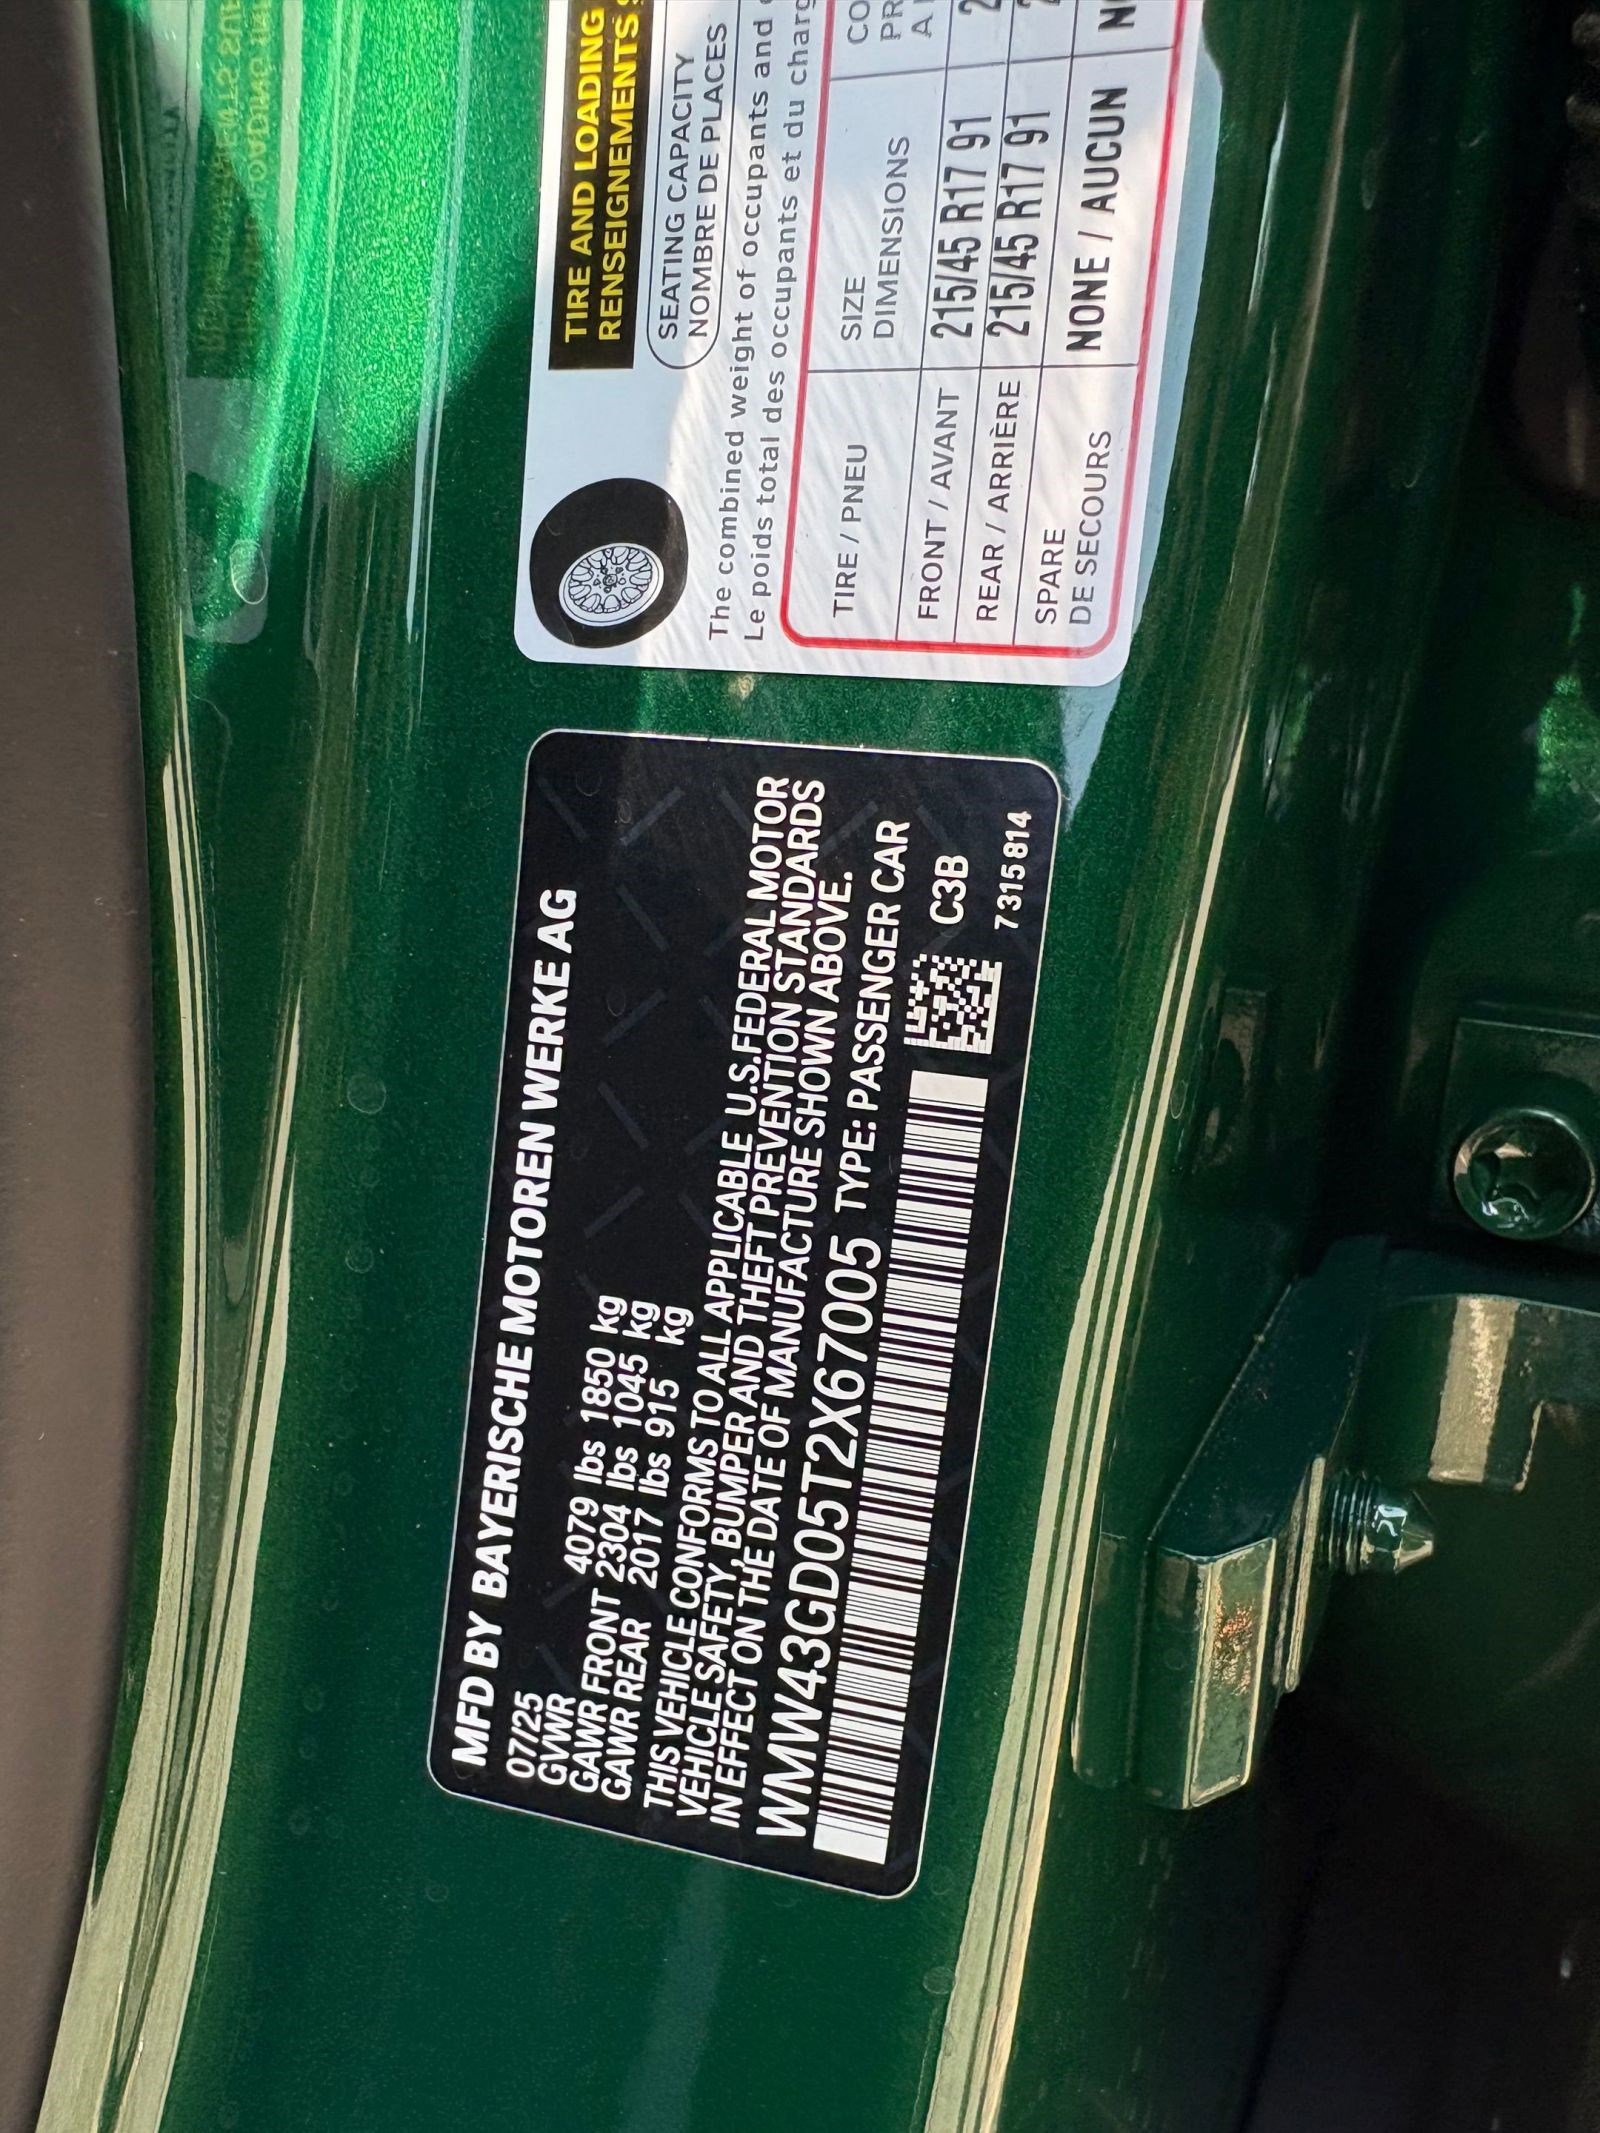 MFD BY BAYERISCHE MOTOREN WERKE AG
07/25
GVWR 4079 lbs 1850 kg
GAWR FRONT 2304 lbs 1045 kg
GAWR REAR 2017 lbs 915 kg
THIS VEHICLE CONFORMS TO ALL APPLICABLE U.S.FEDERAL MOTOR
VEHICLE SAFETY, BUMPER AND THEFT PREVENTION STANDARDS
IN EFFECT ON THE DATE OF MANUFACTURE SHOWN ABOVE.
WMW43GD05T2X67005 TYPE: PASSENGER CAR
C3B
7315814
TIRE AND LOADING
RENSEIGNEMENTS
SEATING CAPACITY
NOMBRE DE PLACES
The combined weight of occupants and
Le poids total des occupants et du
TIRE / PNEU SIZE
DIMENSIONS
FRONT / AVANT 215/45 R17 91
REAR / ARRIÈRE 215/45 R17 91
SPARE
DE SECOURS NONE / AUCUN